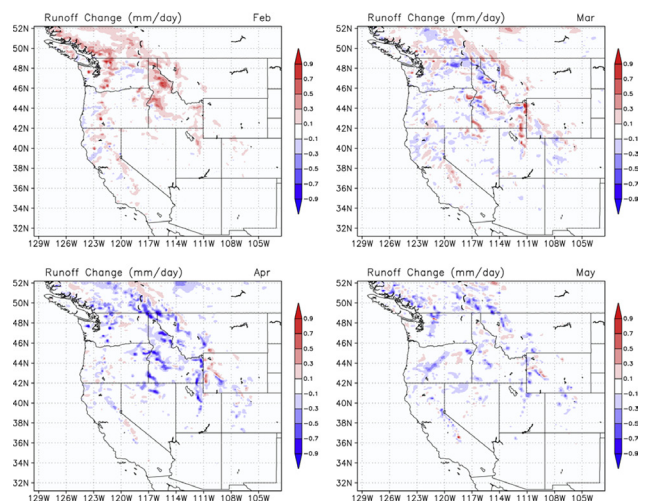 Runoff Change (mm/day) Feb
52N
50N
48N
46N
44N
42N
40N
38N
36N
34N
32N
129W 126W 123W 120W 117W 114W 111W 108W 105W
0.9
0.7
0.5
0.3
0.1
−0.1
−0.3
−0.5
−0.7
−0.9
Runoff Change (mm/day) Mar
52N
50N
48N
46N
44N
42N
40N
38N
36N
34N
32N
129W 126W 123W 120W 117W 114W 111W 108W 105W
0.9
0.7
0.5
0.3
0.1
−0.1
−0.3
−0.5
−0.7
−0.9
Runoff Change (mm/day) Apr
52N
50N
48N
46N
44N
42N
40N
38N
36N
34N
32N
129W 126W 123W 120W 117W 114W 111W 108W 105W
0.9
0.7
0.5
0.3
0.1
−0.1
−0.3
−0.5
−0.7
−0.9
Runoff Change (mm/day) May
52N
50N
48N
46N
44N
42N
40N
38N
36N
34N
32N
129W 126W 123W 120W 117W 114W 111W 108W 105W
0.9
0.7
0.5
0.3
0.1
−0.1
−0.3
−0.5
−0.7
−0.9